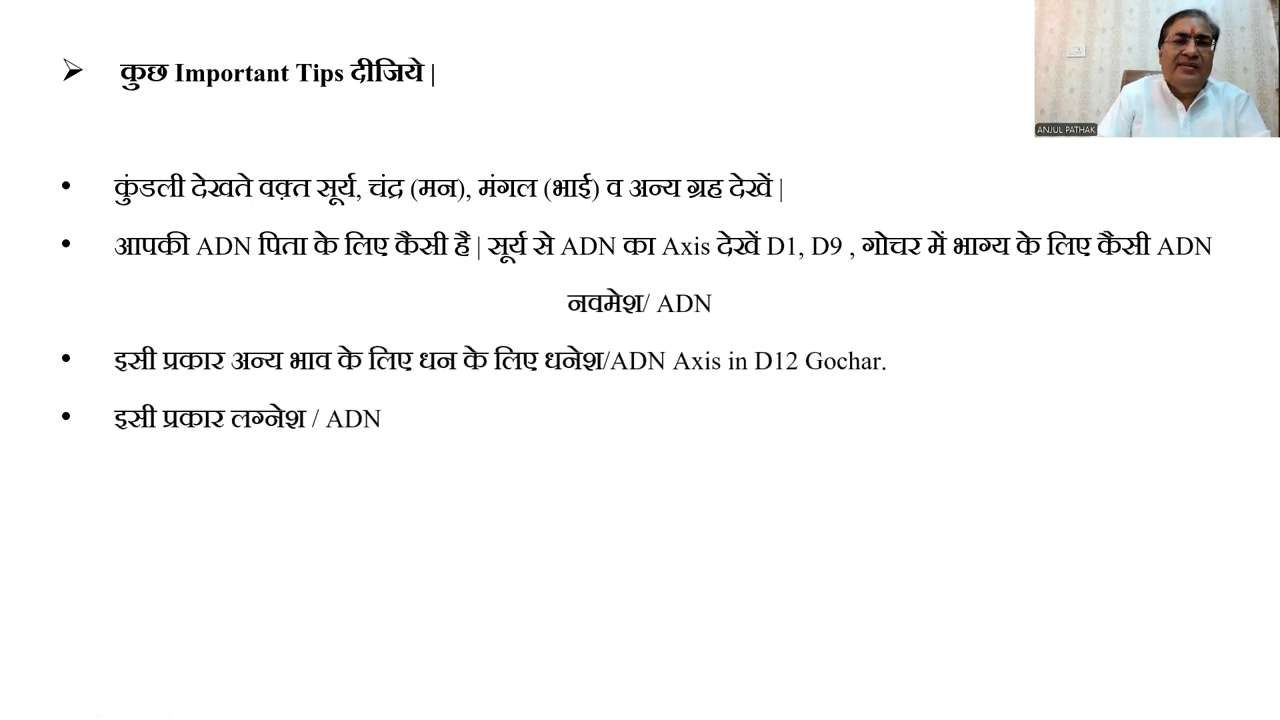 ➢ कुछ Important Tips दीजिये |
ANJUL PATHAK
• कुंडली देखते वक़्त सूर्य, चंद्र (मन), मंगल (भाई) व अन्य ग्रह देखें |
• आपकी ADN पिता के लिए कैसी है | सूर्य से ADN का Axis देखें D1, D9 , गोचर में भाग्य के लिए कैसी ADN
नवमेश/ ADN
• इसी प्रकार अन्य भाव के लिए धन के लिए धनेश/ADN Axis in D12 Gochar.
• इसी प्रकार लग्नेश / ADN